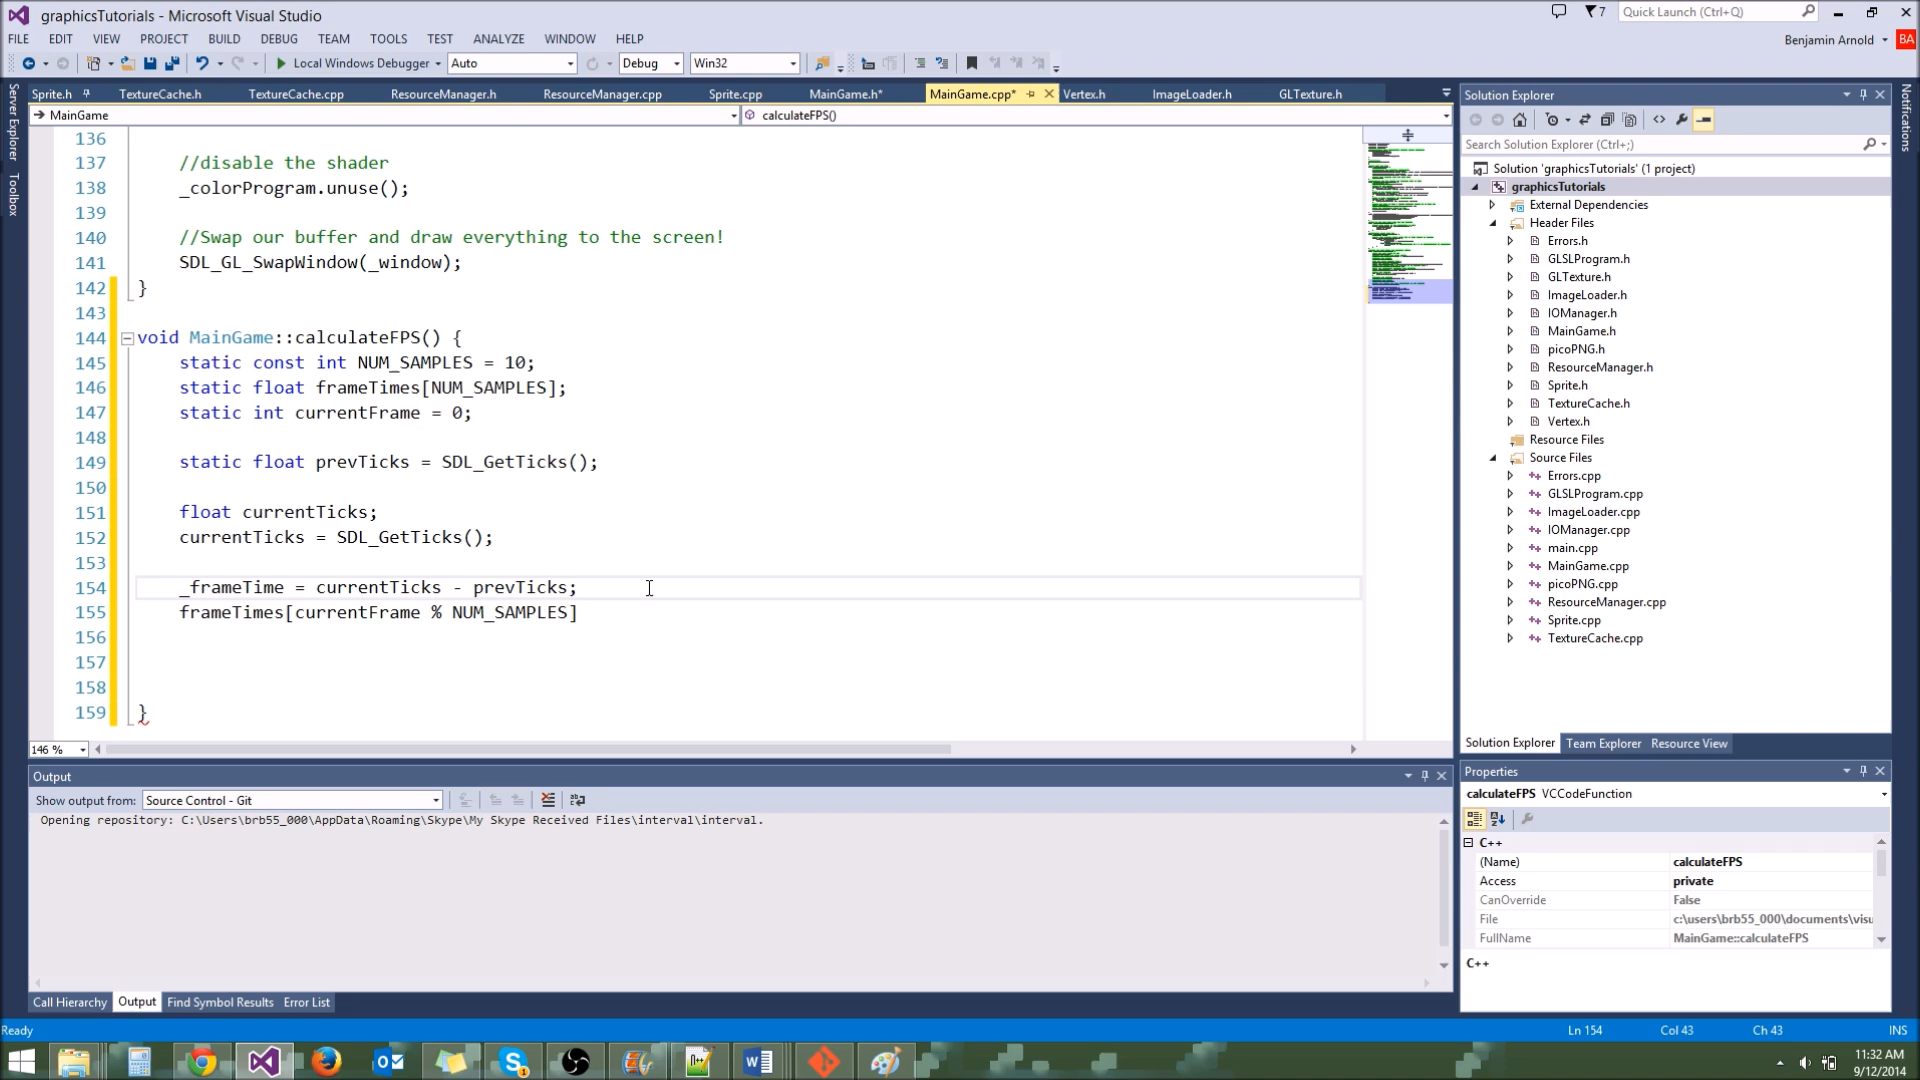 graphicsTutorials - Microsoft Visual Studio
7
Quick Launch (Ctrl+Q)
FILE EDIT VIEW PROJECT BUILD DEBUG TEAM TOOLS TEST ANALYZE WINDOW HELP
Benjamin Arnold BA
Local Windows Debugger Auto Debug Win32
Server Explorer
Toolbox
Notifications
Sprite.h TextureCache.h TextureCache.cpp ResourceManager.h ResourceManager.cpp Sprite.cpp MainGame.h* MainGame.cpp* Vertex.h ImageLoader.h GLTexture.h
MainGame calculateFPS()
136
137 //disable the shader
138 _colorProgram.unuse();
139
140 //Swap our buffer and draw everything to the screen!
141 SDL_GL_SwapWindow(_window);
142 }
143
144 void MainGame::calculateFPS() {
145 static const int NUM_SAMPLES = 10;
146 static float frameTimes[NUM_SAMPLES];
147 static int currentFrame = 0;
148
149 static float prevTicks = SDL_GetTicks();
150
151 float currentTicks;
152 currentTicks = SDL_GetTicks();
153
154 _frameTime = currentTicks - prevTicks;
155 frameTimes[currentFrame % NUM_SAMPLES]
156
157
158
159 }
146 %
Solution Explorer
Search Solution Explorer (Ctrl+;)
Solution 'graphicsTutorials' (1 project)
graphicsTutorials
External Dependencies
Header Files
Errors.h
GLSLProgram.h
GLTexture.h
ImageLoader.h
IOManager.h
MainGame.h
picoPNG.h
ResourceManager.h
Sprite.h
TextureCache.h
Vertex.h
Resource Files
Source Files
Errors.cpp
GLSLProgram.cpp
ImageLoader.cpp
IOManager.cpp
main.cpp
MainGame.cpp
picoPNG.cpp
ResourceManager.cpp
Sprite.cpp
TextureCache.cpp
Solution Explorer Team Explorer Resource View
Output
Show output from: Source Control - Git
Opening repository: C:\Users\brb55_000\AppData\Roaming\Skype\My Skype Received Files\interval\interval.
Call Hierarchy Output Find Symbol Results Error List
Properties
calculateFPS VCCodeFunction
C++
(Name) calculateFPS
Access private
CanOverride False
File c:\users\brb55_000\documents\visu
FullName MainGame::calculateFPS
C++
Ready Ln 154 Col 43 Ch 43 INS
11:32 AM
9/12/2014